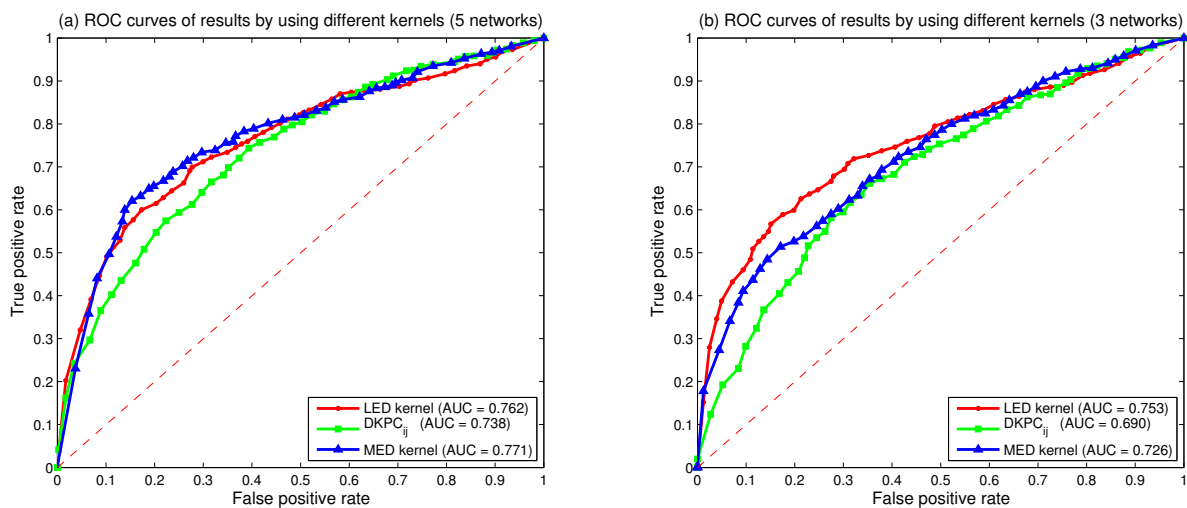 (a) ROC curves of results by using different kernels (5 networks)
1
0.9
0.8
0.7
0.6
0.5
0.4
0.3
0.2
0.1
0
True positive rate
0 0.1 0.2 0.3 0.4 0.5 0.6 0.7 0.8 0.9 1
False positive rate
LED kernel (AUC = 0.762)
DKPCij (AUC = 0.738)
MED kernel (AUC = 0.771)
(b) ROC curves of results by using different kernels (3 networks)
1
0.9
0.8
0.7
0.6
0.5
0.4
0.3
0.2
0.1
0
True positive rate
0 0.1 0.2 0.3 0.4 0.5 0.6 0.7 0.8 0.9 1
False positive rate
LED kernel (AUC = 0.753)
DKPCij (AUC = 0.690)
MED kernel (AUC = 0.726)